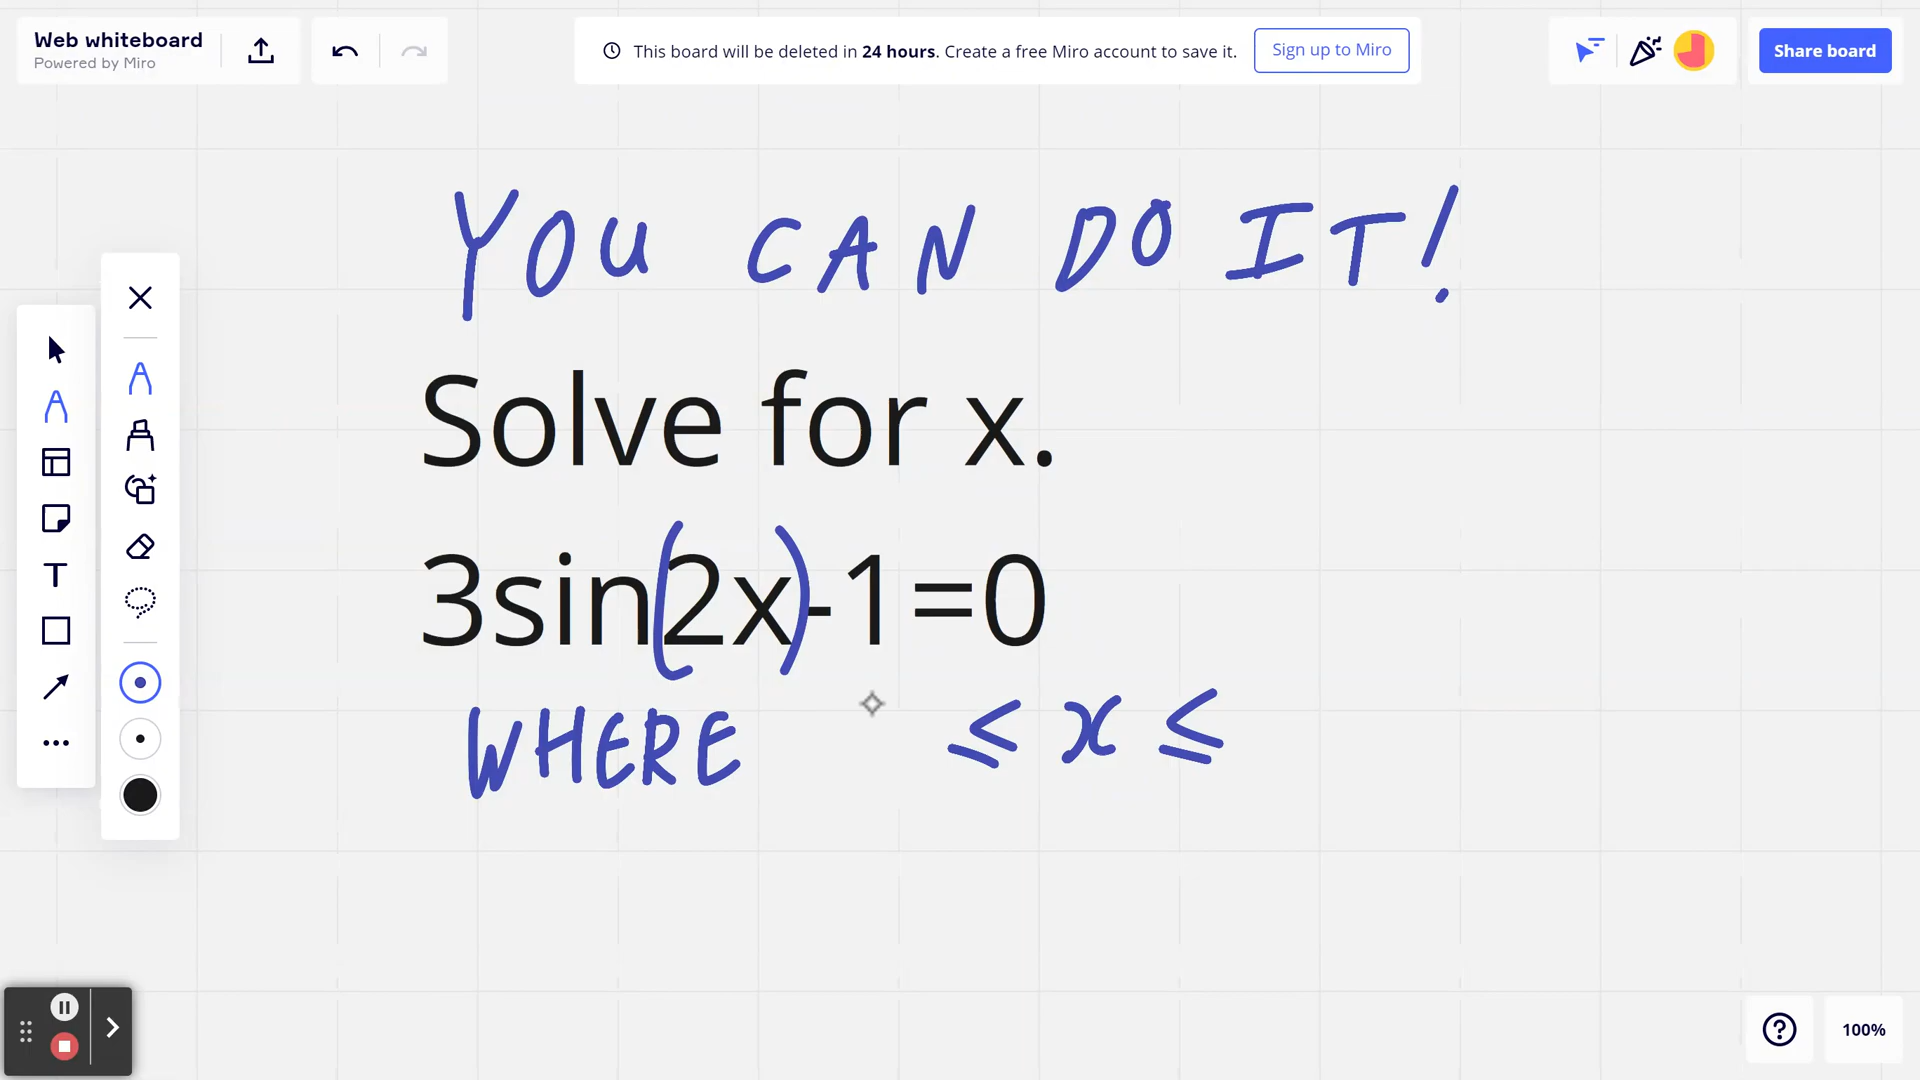 Web whiteboard
Powered by Miro
This board will be deleted in 24 hours. Create a free Miro account to save it.
Sign up to Miro
Share board
YOU CAN DO IT!
Solve for x.
3sin(2x)-1=0
WHERE ≤ x ≤
T
100%